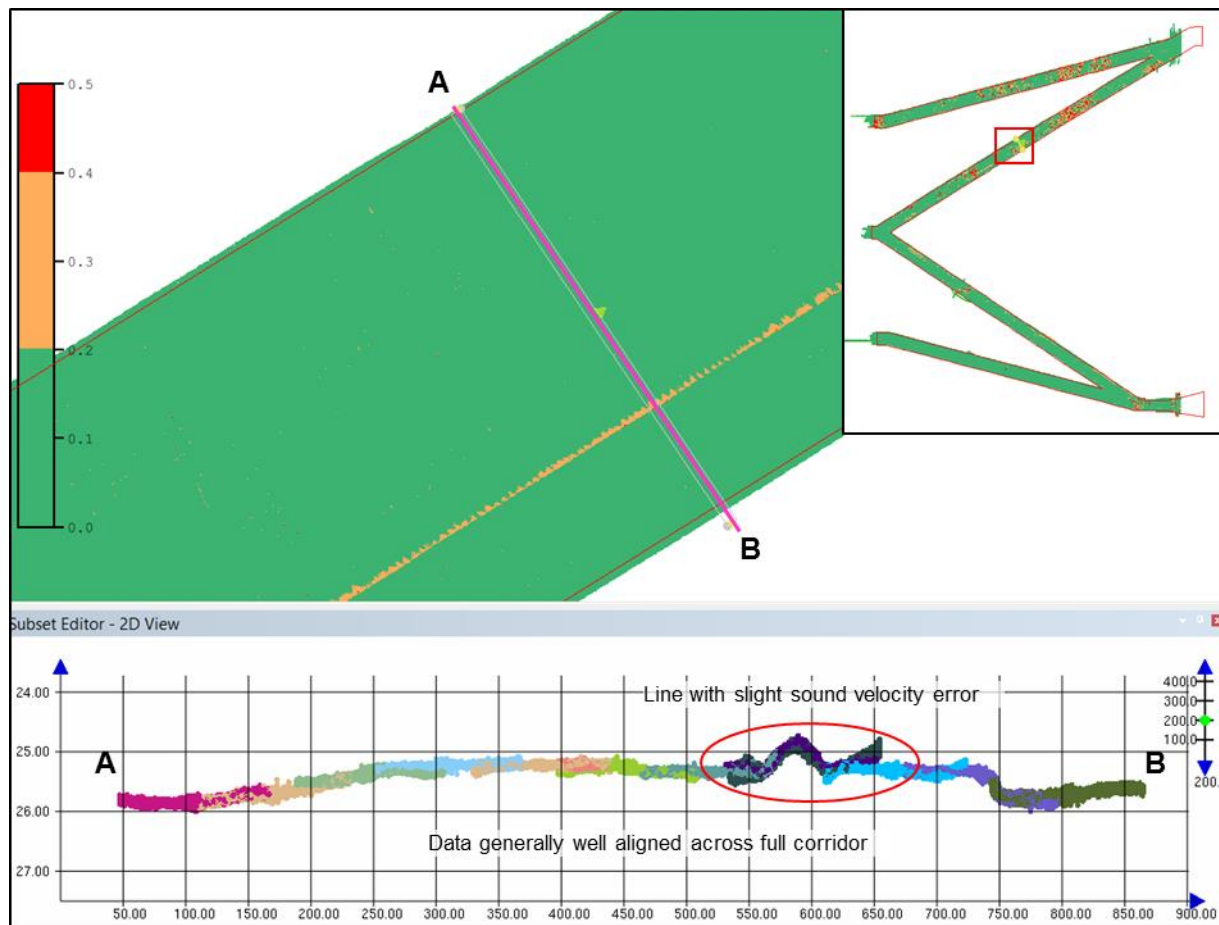 A
0.5
0.4
0.3
0.2
0.1
0.0
B
Subset Editor - 2D View
24.00
25.00
26.00
27.00
Line with slight sound velocity error
400.0
300.0
200.0
100.0
200.
A
B
Data generally well aligned across full corridor
50.00 100.00 150.00 200.00 250.00 300.00 350.00 400.00 450.00 500.00 550.00 600.00 650.00 700.00 750.00 800.00 850.00 900.00